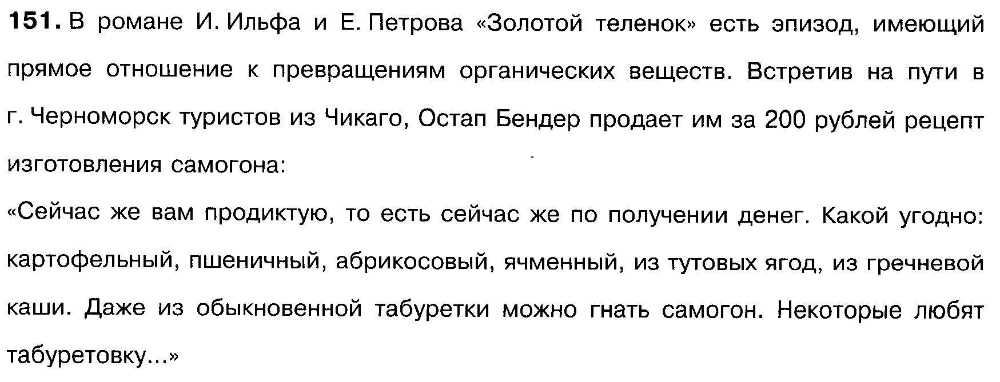 151. В романе И. Ильфа и Е. Петрова «Золотой теленок» есть эпизод, имеющий
прямое отношение к превращениям органических веществ. Встретив на пути в
г. Черноморск туристов из Чикаго, Остап Бендер продает им за 200 рублей рецепт
изготовления самогона:
«Сейчас же вам продиктую, то есть сейчас же по получении денег. Какой угодно:
картофельный, пшеничный, абрикосовый, ячменный, из тутовых ягод, из гречневой
каши. Даже из обыкновенной табуретки можно гнать самогон. Некоторые любят
табуретовку...»